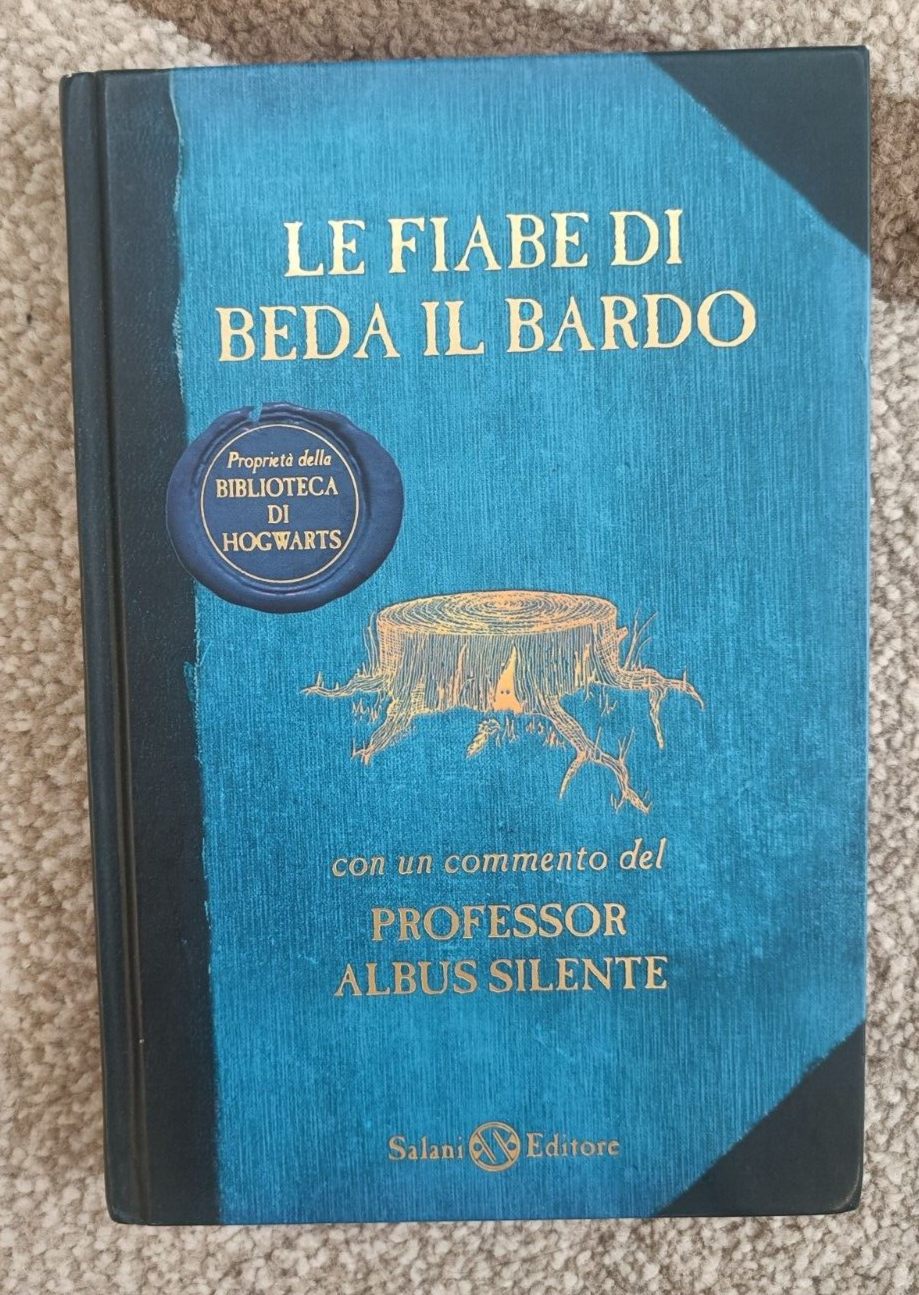 LE FIABE DI
BEDA IL BARDO
Proprietà della
BIBLIOTECA
DI
HOGWARTS
con un commento del
PROFESSOR
ALBUS SILENTE
Salani Editore